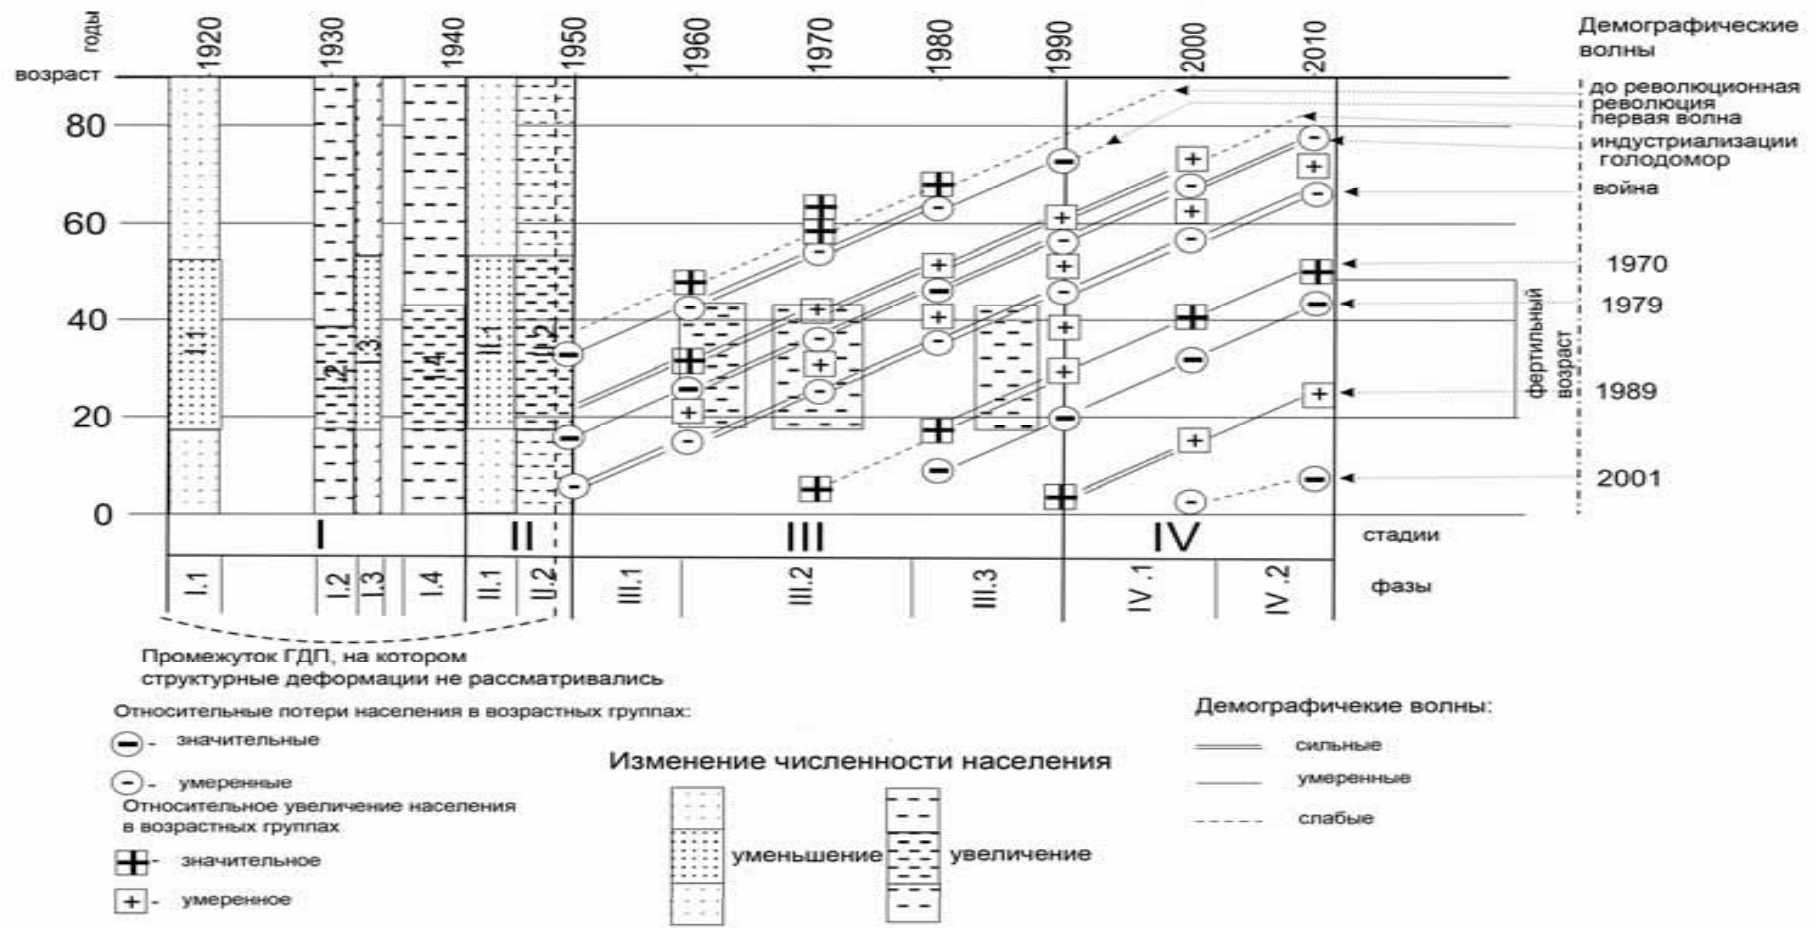 годы
1920 1930 1940 1950 1960 1970 1980 1990 2000 2010
Демографические
волны
возраст
80
60
40
20
0
до революционная
революция
первая волна
индустриализации
голодомор
война
1970
1979
1989
2001
фертильный
возраст
I.1
I.2
I.3
I.4
II.1
II.2
I II III IV
стадии
I.1 I.2 I.3 I.4 II.1 II.2 III.1 III.2 III.3 IV .1 IV .2
фазы
Промежуток ГДП, на котором
структурные деформации не рассматривались
Относительные потери населения в возрастных группах:
- значительные
- умеренные
Относительное увеличение населения
в возрастных группах
- значительное
- умеренное
Изменение численности населения
уменьшение
увеличение
Демографичекие волны:
сильные
умеренные
слабые